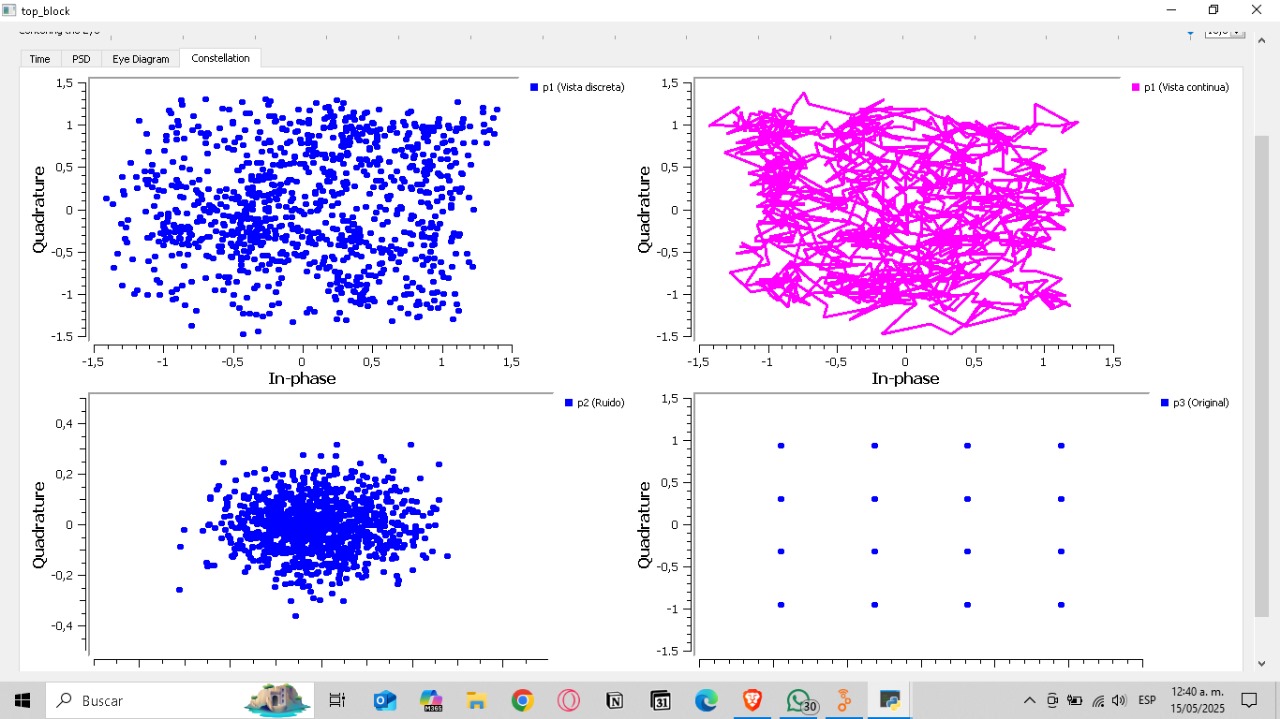 top_block
Centering the Eye
Time PSD Eye Diagram Constellation
p1 (Vista discreta)
1,5
1
0,5
0
-0,5
-1
-1.5
Quadrature
-1,5 -1 -0,5 0 0,5 1 1,5
In-phase
p1 (Vista continua)
1,5
1
0,5
0
-0,5
-1
-1.5
Quadrature
-1,5 -1 -0,5 0 0,5 1 1,5
In-phase
p2 (Ruido)
0,4
0,2
0
-0,2
-0,4
Quadrature
p3 (Original)
1,5
1
0,5
0
-0,5
-1
-1.5
Quadrature
Buscar
M365
31
30
ESP
12:40 a. m.
15/05/2025